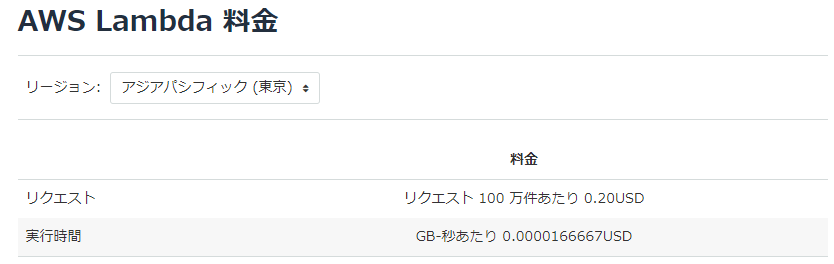 AWS Lambda 料金
リージョン: アジアパシフィック (東京)
料金
リクエスト リクエスト 100 万件あたり 0.20USD
実行時間 GB-秒あたり 0.0000166667USD